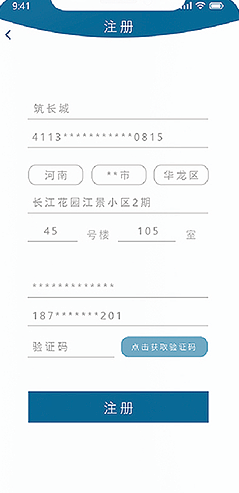 9:41
注册
筑长城
4113***********0815
河南 **市 华龙区
长江花园江景小区2期
45 号楼 105 室
*************
187*******201
验证码 点击获取验证码
注册